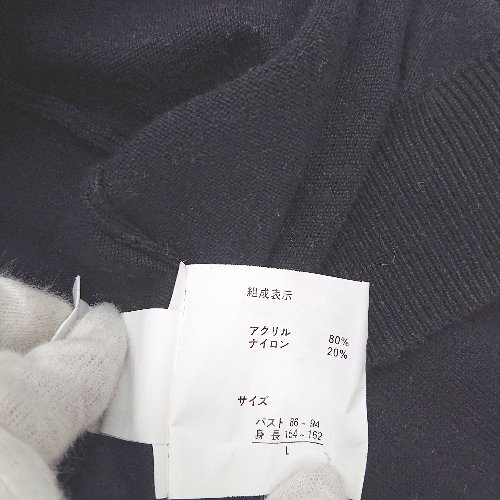 組成表示
アクリル 80%
ナイロン 20%
サイズ
バスト 86~94
身長 154~162
L